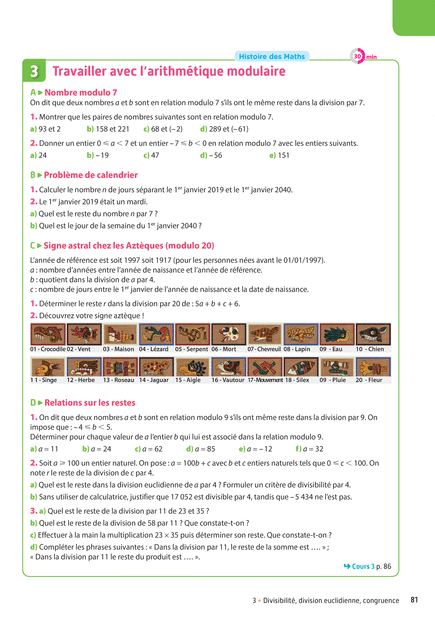 Histoire des Maths
30 min
3 Travailler avec l'arithmétique modulaire
A ▸ Nombre modulo 7
On dit que deux nombres a et b sont en relation modulo 7 s'ils ont le même reste dans la division par 7.
1. Montrer que les paires de nombres suivantes sont en relation modulo 7.
a) 93 et 2 b) 158 et 221 c) 68 et (– 2) d) 289 et (– 61)
2. Donner un entier 0 ⩽ a < 7 et un entier – 7 ⩽ b < 0 en relation modulo 7 avec les entiers suivants.
a) 24 b) – 19 c) 47 d) – 56 e) 151
B ▸ Problème de calendrier
1. Calculer le nombre n de jours séparant le 1er janvier 2019 et le 1er janvier 2040.
2. Le 1er janvier 2019 était un mardi.
a) Quel est le reste du nombre n par 7 ?
b) Quel est le jour de la semaine du 1er janvier 2040 ?
C ▸ Signe astral chez les Aztèques (modulo 20)
L'année de référence est soit 1997 soit 1917 (pour les personnes nées avant le 01/01/1997).
a : nombre d'années entre l'année de naissance et l'année de référence.
b : quotient dans la division de a par 4.
c : nombre de jours entre le 1er janvier de l'année de naissance et la date de naissance.
1. Déterminer le reste r dans la division par 20 de : 5a + b + c + 6.
2. Découvrez votre signe aztèque !
01 - Crocodile 02 - Vent 03 - Maison 04 - Lézard 05 - Serpent 06 - Mort 07- Chevreuil 08 - Lapin 09 - Eau 10 - Chien
11 - Singe 12 - Herbe 13 - Roseau 14 - Jaguar 15 - Aigle 16 - Vautour 17- Mouvement 18 - Silex 09 - Pluie 20 - Fleur
D ▸ Relations sur les restes
1. On dit que deux nombres a et b sont en relation modulo 9 s'ils ont même reste dans la division par 9. On
impose que : – 4 ⩽ b < 5.
Déterminer pour chaque valeur de a l'entier b qui lui est associé dans la relation modulo 9.
a) a = 11 b) a = 24 c) a = 62 d) a = 85 e) a = – 12 f) a = 32
2. Soit a ⩾ 100 un entier naturel. On pose : a = 100b + c avec b et c entiers naturels tels que 0 ⩽ c < 100. On
note r le reste de la division de c par 4.
a) Quel est le reste dans la division euclidienne de a par 4 ? Formuler un critère de divisibilité par 4.
b) Sans utiliser de calculatrice, justifier que 17 052 est divisible par 4, tandis que – 5 434 ne l'est pas.
3. a) Quel est le reste de la division par 11 de 23 et 35 ?
b) Quel est le reste de la division de 58 par 11 ? Que constate-t-on ?
c) Effectuer à la main la multiplication 23 × 35 puis déterminer son reste. Que constate-t-on ?
d) Compléter les phrases suivantes : « Dans la division par 11, le reste de la somme est …. » ;
« Dans la division par 11 le reste du produit est …. ».
↪ Cours 3 p. 86
3 • Divisibilité, division euclidienne, congruence 81